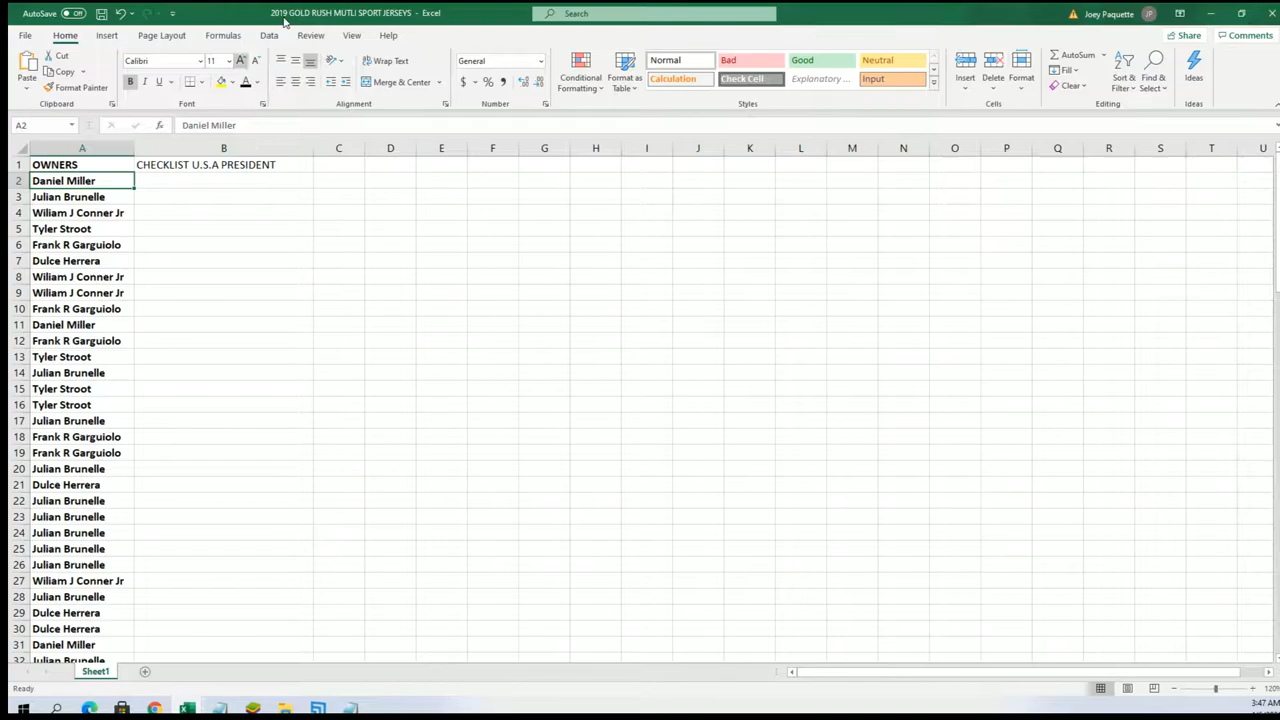 AutoSave Off 2019 GOLD RUSH MUTLI SPORT JERSEYS - Excel Search Joey Paquette JP
File Home Insert Page Layout Formulas Data Review View Help Share Comments
Cut Calibri 11 Wrap Text General Normal Bad Good Neutral AutoSum
Paste Copy Conditional Format as Insert Delete Format Fill Sort & Find & Ideas
Format Painter B I U Merge & Center $ % Formatting Table Calculation Check Cell Explanatory ... Input Clear Filter Select
Clipboard Font Alignment Number Styles Cells Editing Ideas
A2 fx Daniel Miller
A B C D E F G H I J K L M N O P Q R S T U
1 OWNERS CHECKLIST U.S.A PRESIDENT
2 Daniel Miller
3 Julian Brunelle
4 Wiliam J Conner Jr
5 Tyler Stroot
6 Frank R Garguiolo
7 Dulce Herrera
8 Wiliam J Conner Jr
9 Wiliam J Conner Jr
10 Frank R Garguiolo
11 Daniel Miller
12 Frank R Garguiolo
13 Tyler Stroot
14 Julian Brunelle
15 Tyler Stroot
16 Tyler Stroot
17 Julian Brunelle
18 Frank R Garguiolo
19 Frank R Garguiolo
20 Julian Brunelle
21 Dulce Herrera
22 Julian Brunelle
23 Julian Brunelle
24 Julian Brunelle
25 Julian Brunelle
26 Julian Brunelle
27 Wiliam J Conner Jr
28 Julian Brunelle
29 Dulce Herrera
30 Dulce Herrera
31 Daniel Miller
32 Julian Brunelle
Sheet1
Ready 120%
3:47 AM